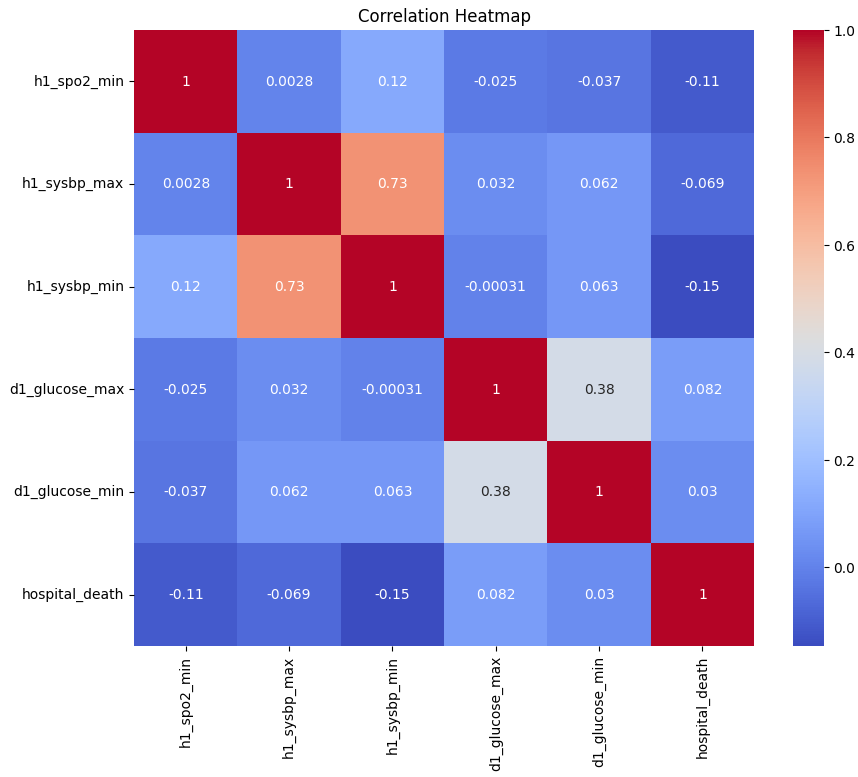 Correlation Heatmap
h1_spo2_min 1 0.0028 0.12 -0.025 -0.037 -0.11
h1_sysbp_max 0.0028 1 0.73 0.032 0.062 -0.069
h1_sysbp_min 0.12 0.73 1 -0.00031 0.063 -0.15
d1_glucose_max -0.025 0.032 -0.00031 1 0.38 0.082
d1_glucose_min -0.037 0.062 0.063 0.38 1 0.03
hospital_death -0.11 -0.069 -0.15 0.082 0.03 1
h1_spo2_min h1_sysbp_max h1_sysbp_min d1_glucose_max d1_glucose_min hospital_death
1.0
0.8
0.6
0.4
0.2
0.0